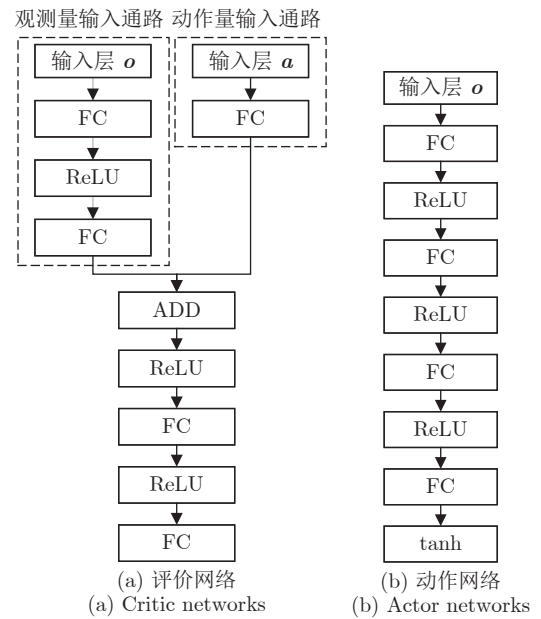 观测量输入通路 动作量输入通路
输入层 o
FC
ReLU
FC
输入层 a
FC
ADD
ReLU
FC
ReLU
FC
(a) 评价网络
(a) Critic networks
输入层 o
FC
ReLU
FC
ReLU
FC
ReLU
FC
tanh
(b) 动作网络
(b) Actor networks